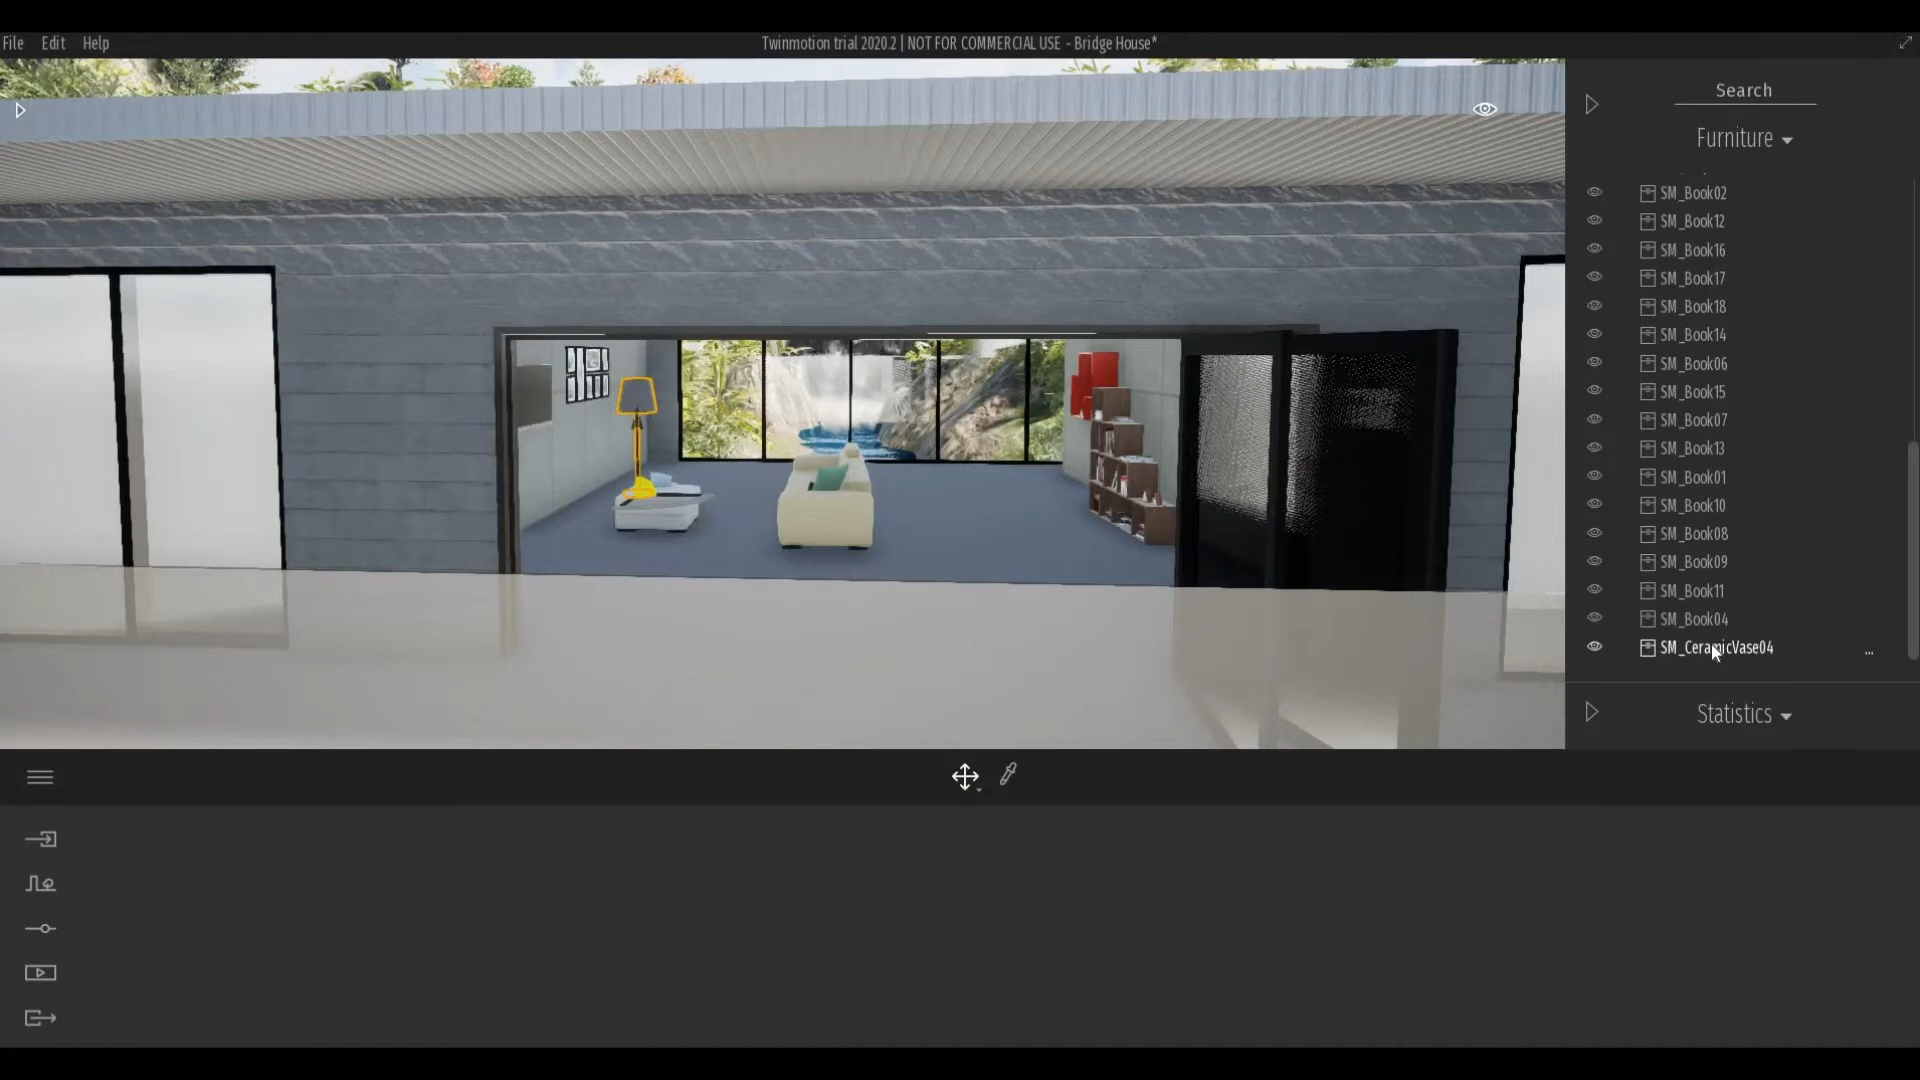 File Edit Help
Twinmotion trial 2020.2 | NOT FOR COMMERCIAL USE - Bridge House*
Search
Furniture
SM_Book02
SM_Book12
SM_Book16
SM_Book17
SM_Book18
SM_Book14
SM_Book06
SM_Book15
SM_Book07
SM_Book13
SM_Book01
SM_Book10
SM_Book08
SM_Book09
SM_Book11
SM_Book04
SM_CeramicVase04 ...
Statistics